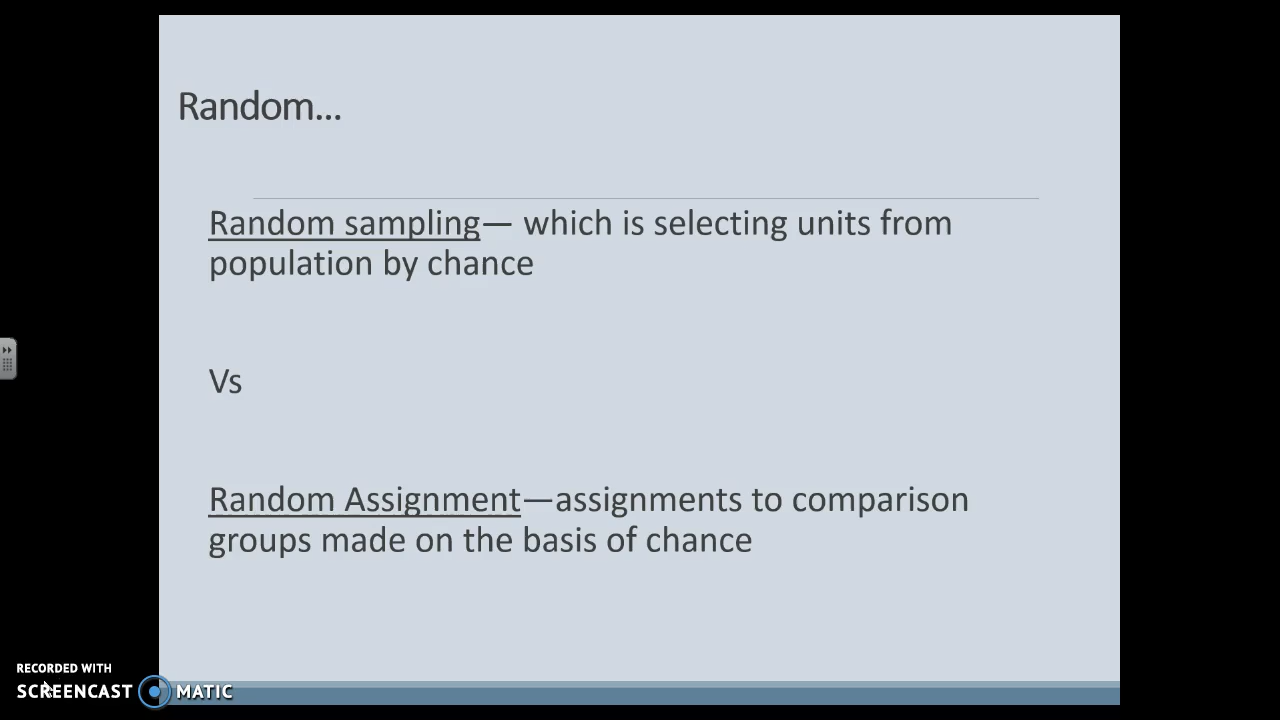 Random...
Random sampling— which is selecting units from
population by chance
Vs
Random Assignment—assignments to comparison
groups made on the basis of chance
RECORDED WITH
SCREENCAST MATIC